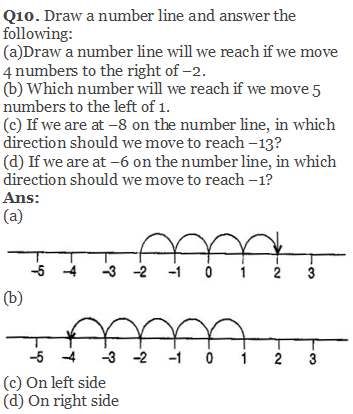 Q10. Draw a number line and answer the
following:
(a)Draw a number line will we reach if we move
4 numbers to the right of –2.
(b) Which number will we reach if we move 5
numbers to the left of 1.
(c) If we are at –8 on the number line, in which
direction should we move to reach –13?
(d) If we are at –6 on the number line, in which
direction should we move to reach –1?
Ans:
(a)
-5 -4 -3 -2 -1 0 1 2 3
(b)
-5 -4 -3 -2 -1 0 1 2 3
(c) On left side
(d) On right side